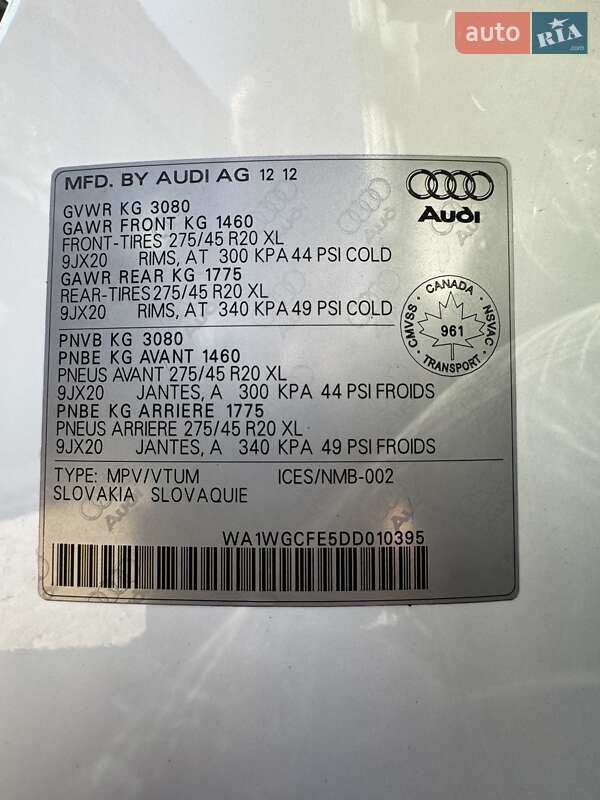 auto RIA.com
MFD. BY AUDI AG 12 12
Audi
GVWR KG 3080
GAWR FRONT KG 1460
FRONT-TIRES 275/45 R20 XL
9JX20 RIMS, AT 300 KPA 44 PSI COLD
GAWR REAR KG 1775
REAR-TIRES 275/45 R20 XL
9JX20 RIMS, AT 340 KPA 49 PSI COLD
CANADA
CMVSS 961 NSVAC
TRANSPORT
PNVB KG 3080
PNBE KG AVANT 1460
PNEUS AVANT 275/45 R20 XL
9JX20 JANTES, A 300 KPA 44 PSI FROIDS
PNBE KG ARRIERE 1775
PNEUS ARRIERE 275/45 R20 XL
9JX20 JANTES, A 340 KPA 49 PSI FROIDS
TYPE: MPV/VTUM ICES/NMB-002
SLOVAKIA SLOVAQUIE
WA1WGCFE5DD010395